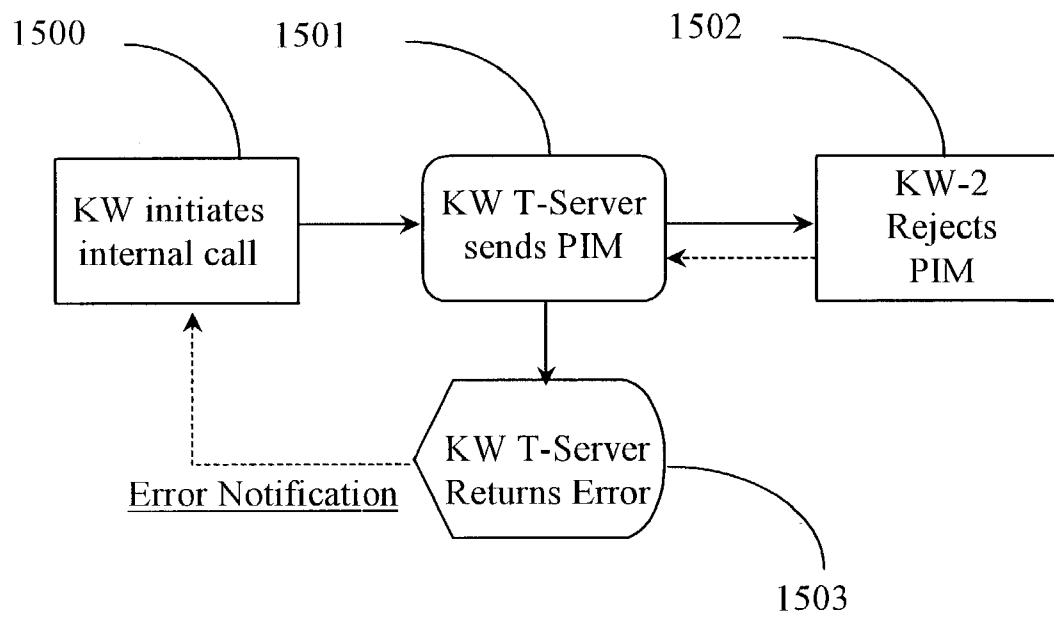 1500
1501
1502
KW initiates
internal call
KW T-Server
sends PIM
KW-2
Rejects
PIM
KW T-Server
Returns Error
Error Notification
1503